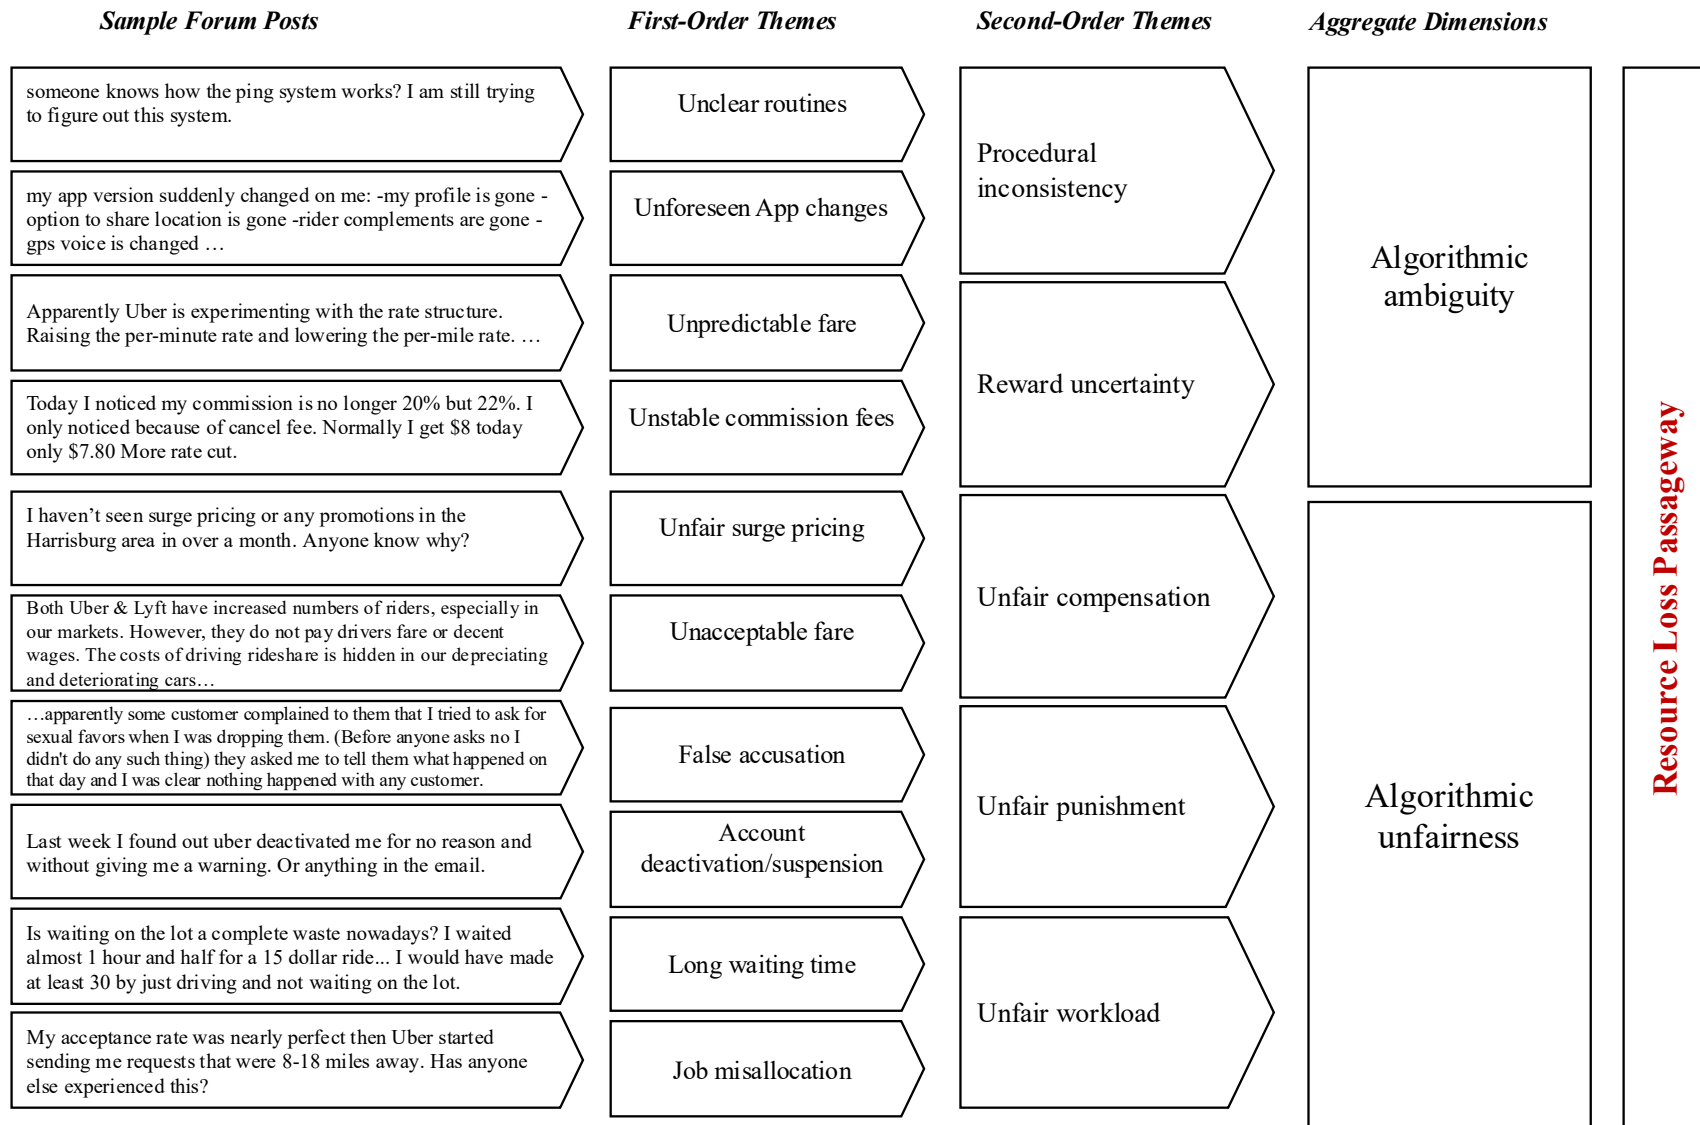 Sample Forum Posts
First-Order Themes
Second-Order Themes
Aggregate Dimensions
someone knows how the ping system works? I am still trying
to figure out this system.
Unclear routines
my app version suddenly changed on me: -my profile is gone -
option to share location is gone -rider complements are gone -
gps voice is changed …
Unforeseen App changes
Procedural
inconsistency
Apparently Uber is experimenting with the rate structure.
Raising the per-minute rate and lowering the per-mile rate. …
Unpredictable fare
Today I noticed my commission is no longer 20% but 22%. I
only noticed because of cancel fee. Normally I get $8 today
only $7.80 More rate cut.
Unstable commission fees
Reward uncertainty
Algorithmic
ambiguity
I haven’t seen surge pricing or any promotions in the
Harrisburg area in over a month. Anyone know why?
Unfair surge pricing
Both Uber & Lyft have increased numbers of riders, especially in
our markets. However, they do not pay drivers fare or decent
wages. The costs of driving rideshare is hidden in our depreciating
and deteriorating cars…
Unacceptable fare
Unfair compensation
…apparently some customer complained to them that I tried to ask for
sexual favors when I was dropping them. (Before anyone asks no I
didn't do any such thing) they asked me to tell them what happened on
that day and I was clear nothing happened with any customer.
False accusation
Last week I found out uber deactivated me for no reason and
without giving me a warning. Or anything in the email.
Account
deactivation/suspension
Unfair punishment
Is waiting on the lot a complete waste nowadays? I waited
almost 1 hour and half for a 15 dollar ride... I would have made
at least 30 by just driving and not waiting on the lot.
Long waiting time
My acceptance rate was nearly perfect then Uber started
sending me requests that were 8-18 miles away. Has anyone
else experienced this?
Job misallocation
Unfair workload
Algorithmic
unfairness
Resource Loss Passageway